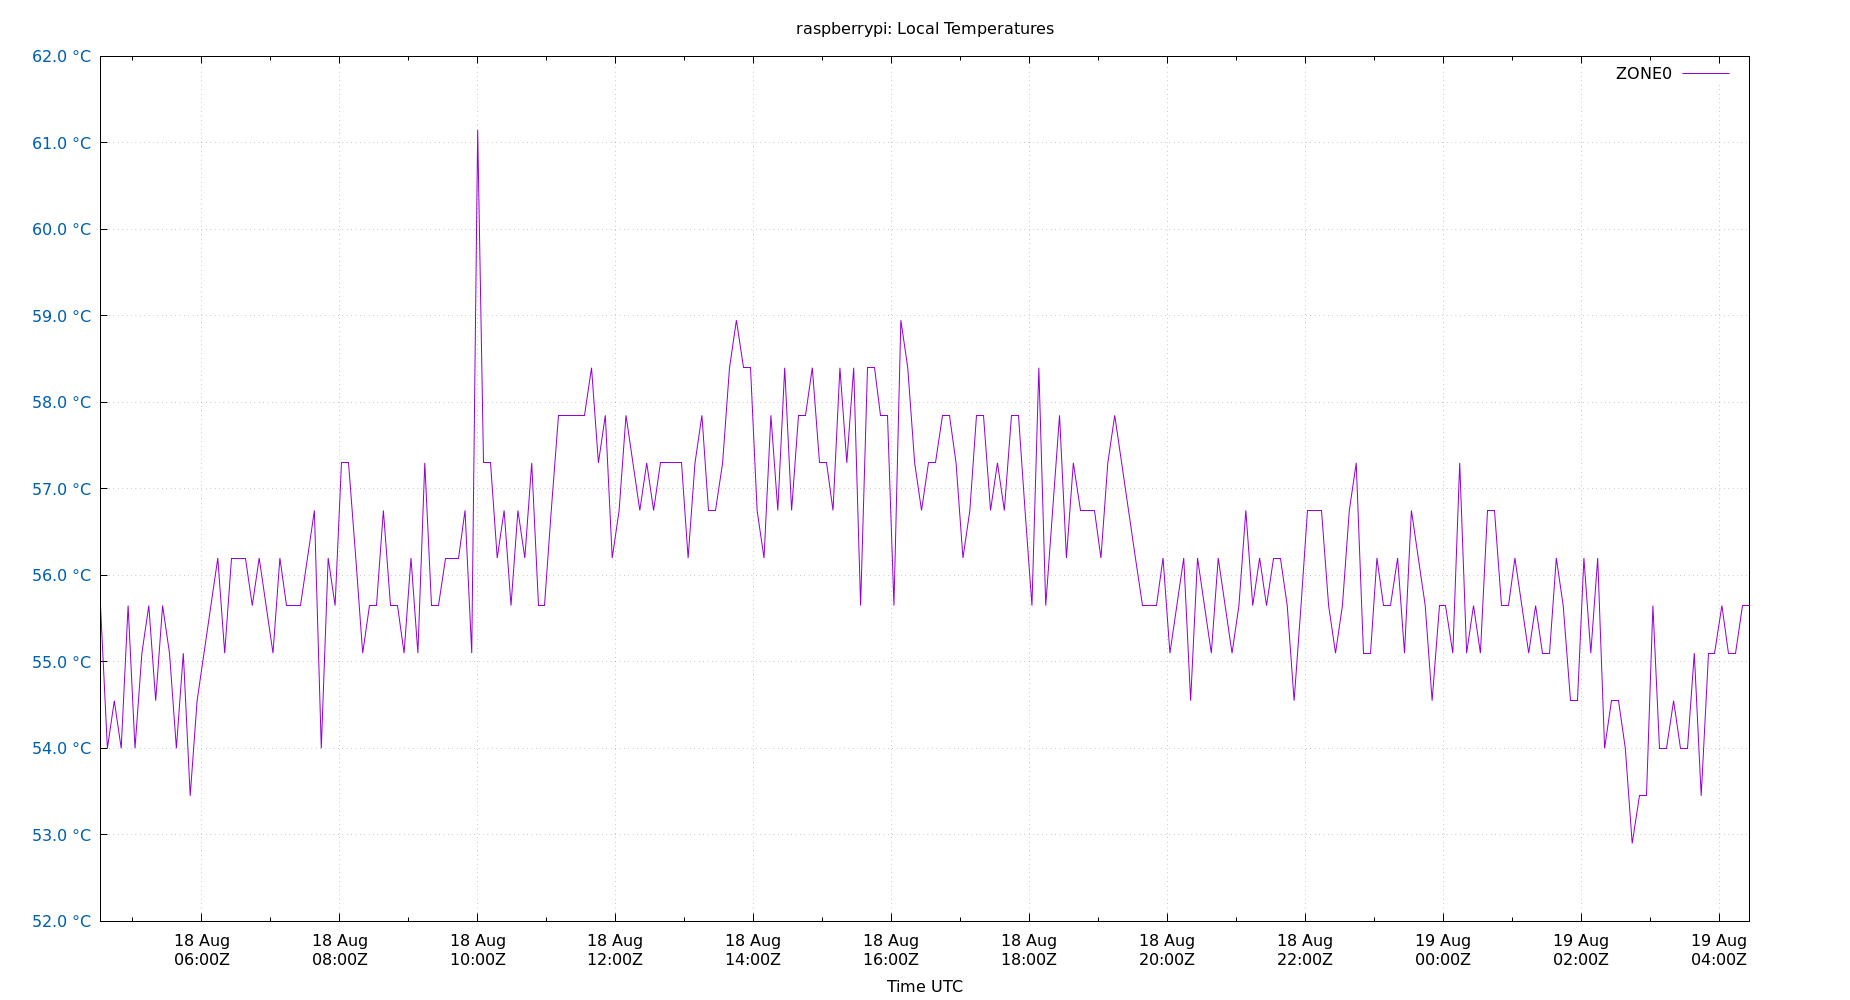 raspberrypi: Local Temperatures
ZONE0
62.0 °C
61.0 °C
60.0 °C
59.0 °C
58.0 °C
57.0 °C
56.0 °C
55.0 °C
54.0 °C
53.0 °C
52.0 °C
18 Aug 18 Aug 18 Aug 18 Aug 18 Aug 18 Aug 18 Aug 18 Aug 18 Aug 19 Aug 19 Aug 19 Aug
06:00Z 08:00Z 10:00Z 12:00Z 14:00Z 16:00Z 18:00Z 20:00Z 22:00Z 00:00Z 02:00Z 04:00Z
Time UTC